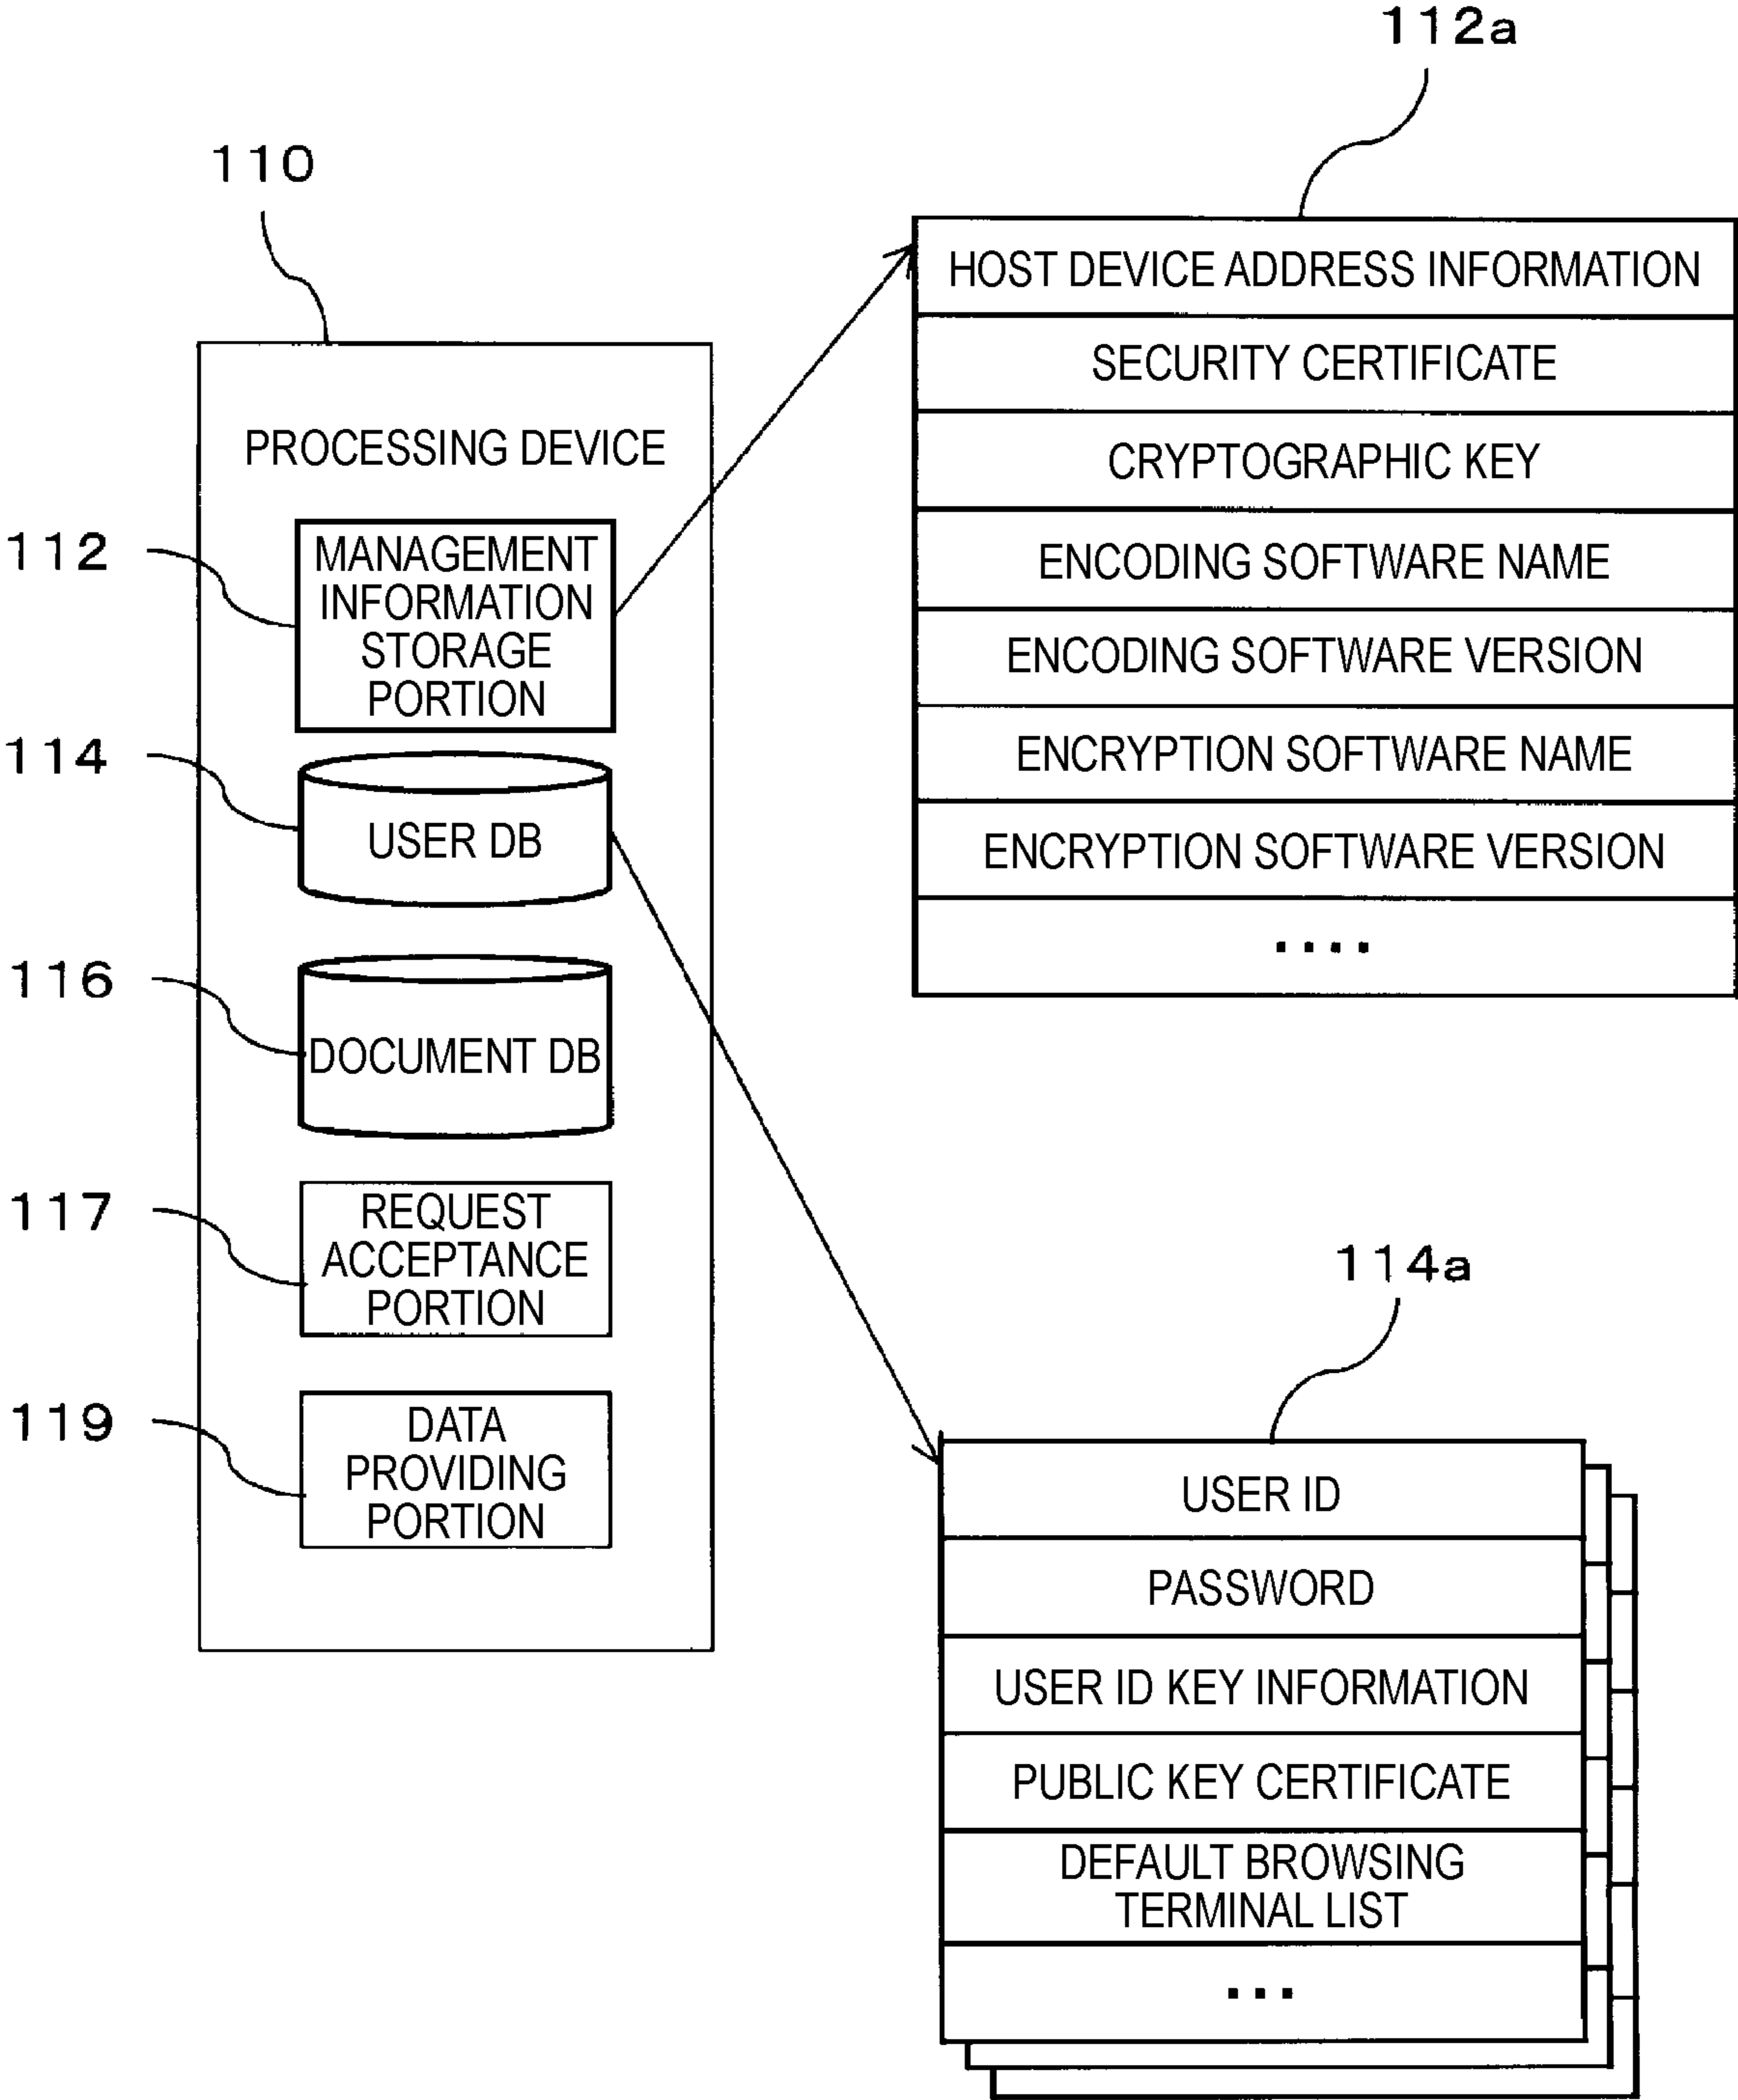 112a
110
HOST DEVICE ADDRESS INFORMATION
SECURITY CERTIFICATE
CRYPTOGRAPHIC KEY
ENCODING SOFTWARE NAME
ENCODING SOFTWARE VERSION
ENCRYPTION SOFTWARE NAME
ENCRYPTION SOFTWARE VERSION
....
PROCESSING DEVICE
112
MANAGEMENT
INFORMATION
STORAGE
PORTION
114
USER DB
116
DOCUMENT DB
117
REQUEST
ACCEPTANCE
PORTION
119
DATA
PROVIDING
PORTION
114a
USER ID
PASSWORD
USER ID KEY INFORMATION
PUBLIC KEY CERTIFICATE
DEFAULT BROWSING
TERMINAL LIST
...